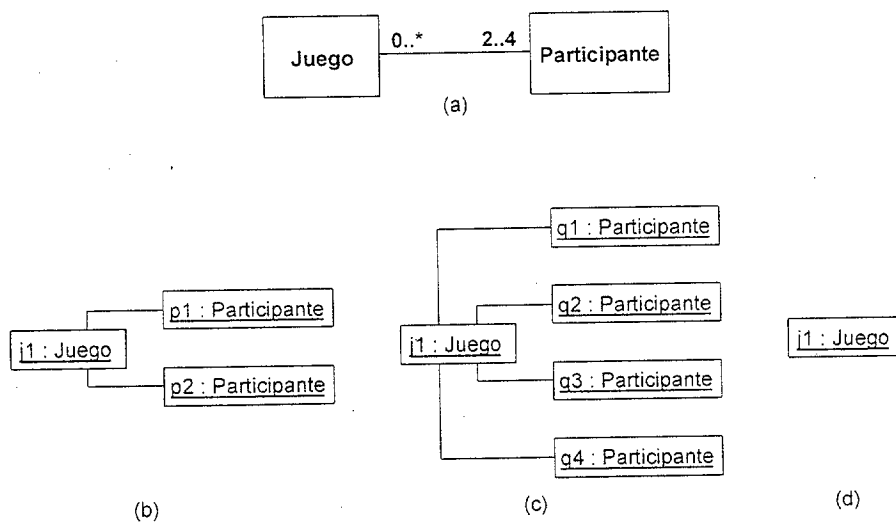 Juego
0..*
2..4
Participante
(a)
p1 : Participante
j1 : Juego
p2 : Participante
(b)
q1 : Participante
q2 : Participante
j1 : Juego
q3 : Participante
q4 : Participante
(c)
j1 : Juego
(d)